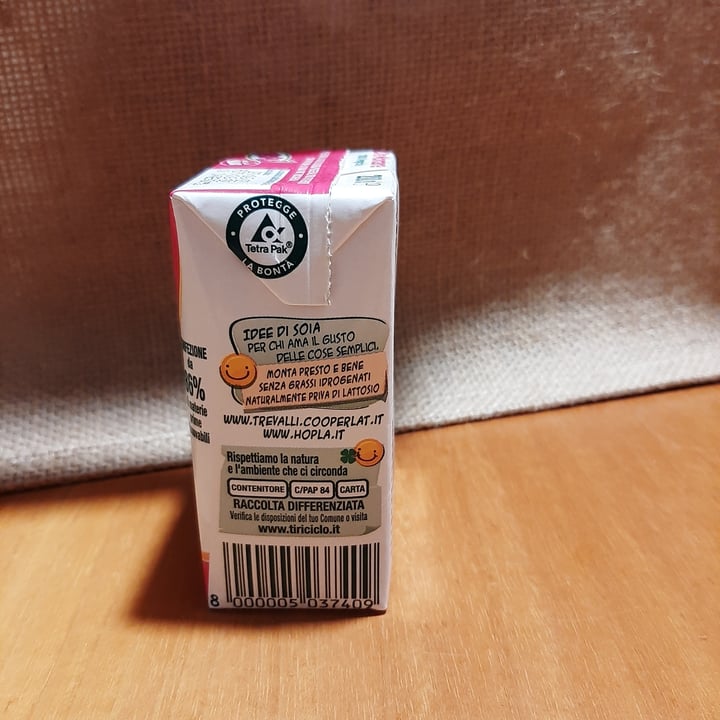 PROTEGGE
Tetra Pak®
LA BONTÀ
IDEE DI SOIA
PER CHI AMA IL GUSTO
DELLE COSE SEMPLICI.
MONTA PRESTO E BENE
SENZA GRASSI IDROGENATI
NATURALMENTE PRIVA DI LATTOSIO
WWW.TREVALLI.COOPERLAT.IT
WWW.HOPLA.IT
Rispettiamo la natura
e l'ambiente che ci circonda
CONTENITORE C/PAP 84 CARTA
RACCOLTA DIFFERENZIATA
Verifica le disposizioni del tuo Comune o visita
www.tiriciclo.it
8 000005 037409
da